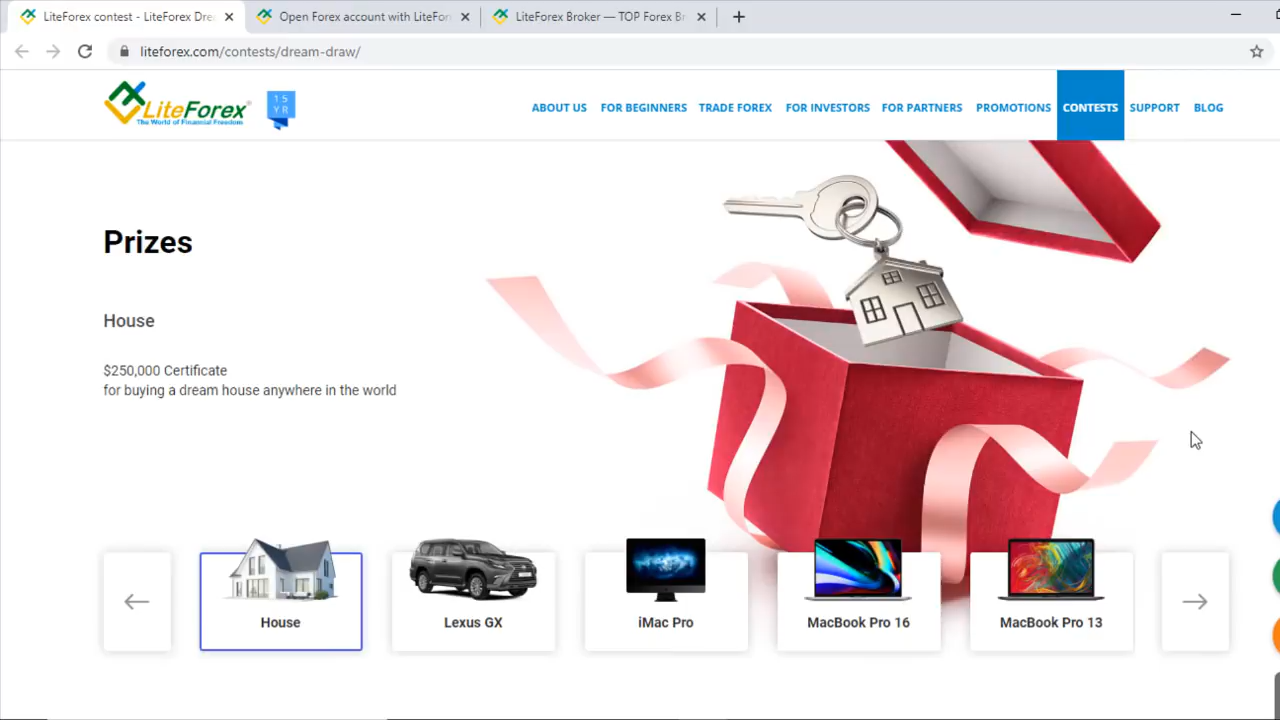 LiteForex contest - LiteForex Dre
Open Forex account with LiteFor
LiteForex Broker — TOP Forex Br
liteforex.com/contests/dream-draw/
LiteForex®
The World of Financial Freedom
15
YR
ABOUT US
FOR BEGINNERS
TRADE FOREX
FOR INVESTORS
FOR PARTNERS
PROMOTIONS
CONTESTS
SUPPORT
BLOG
Prizes
House
$250,000 Certificate
for buying a dream house anywhere in the world
House
Lexus GX
iMac Pro
MacBook Pro 16
MacBook Pro 13